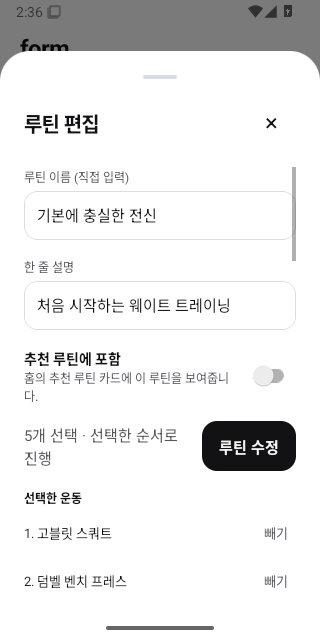 2:36
form
루틴 편집
루틴 이름 (직접 입력)
기본에 충실한 전신
한 줄 설명
처음 시작하는 웨이트 트레이닝
추천 루틴에 포함
홈의 추천 루틴 카드에 이 루틴을 보여줍니
다.
5개 선택 · 선택한 순서로
진행
루틴 수정
선택한 운동
1. 고블릿 스쿼트
빼기
2. 덤벨 벤치 프레스
빼기